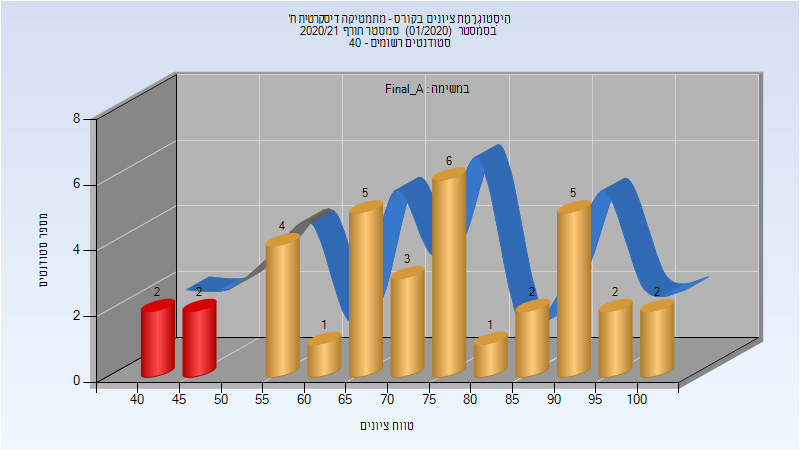 היסטוגרמת ציונים בקורס - מתמטיקה דיסקרטית ח'
בסמסטר (01/2020) סמסטר חורף 2020/21
סטודנטים רשומים - 40
במשימה : Final_A
מספר סטודנטים
8
6
4
2
0
2
2
4
1
5
3
6
1
2
5
2
2
40 45 50 55 60 65 70 75 80 85 90 95 100
טווח ציונים